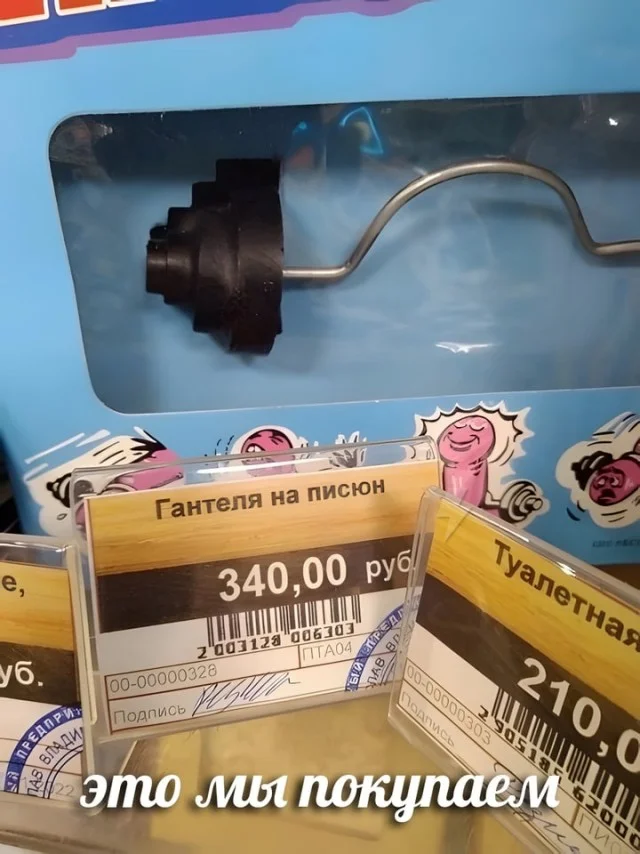 Гантеля на писюн
340,00 руб.
2 003128 006303
00-00000328
ПТА04
Подпись
е,
уб.
Туалетная
210,0
00-00000303
Подпись
это мы покупаем